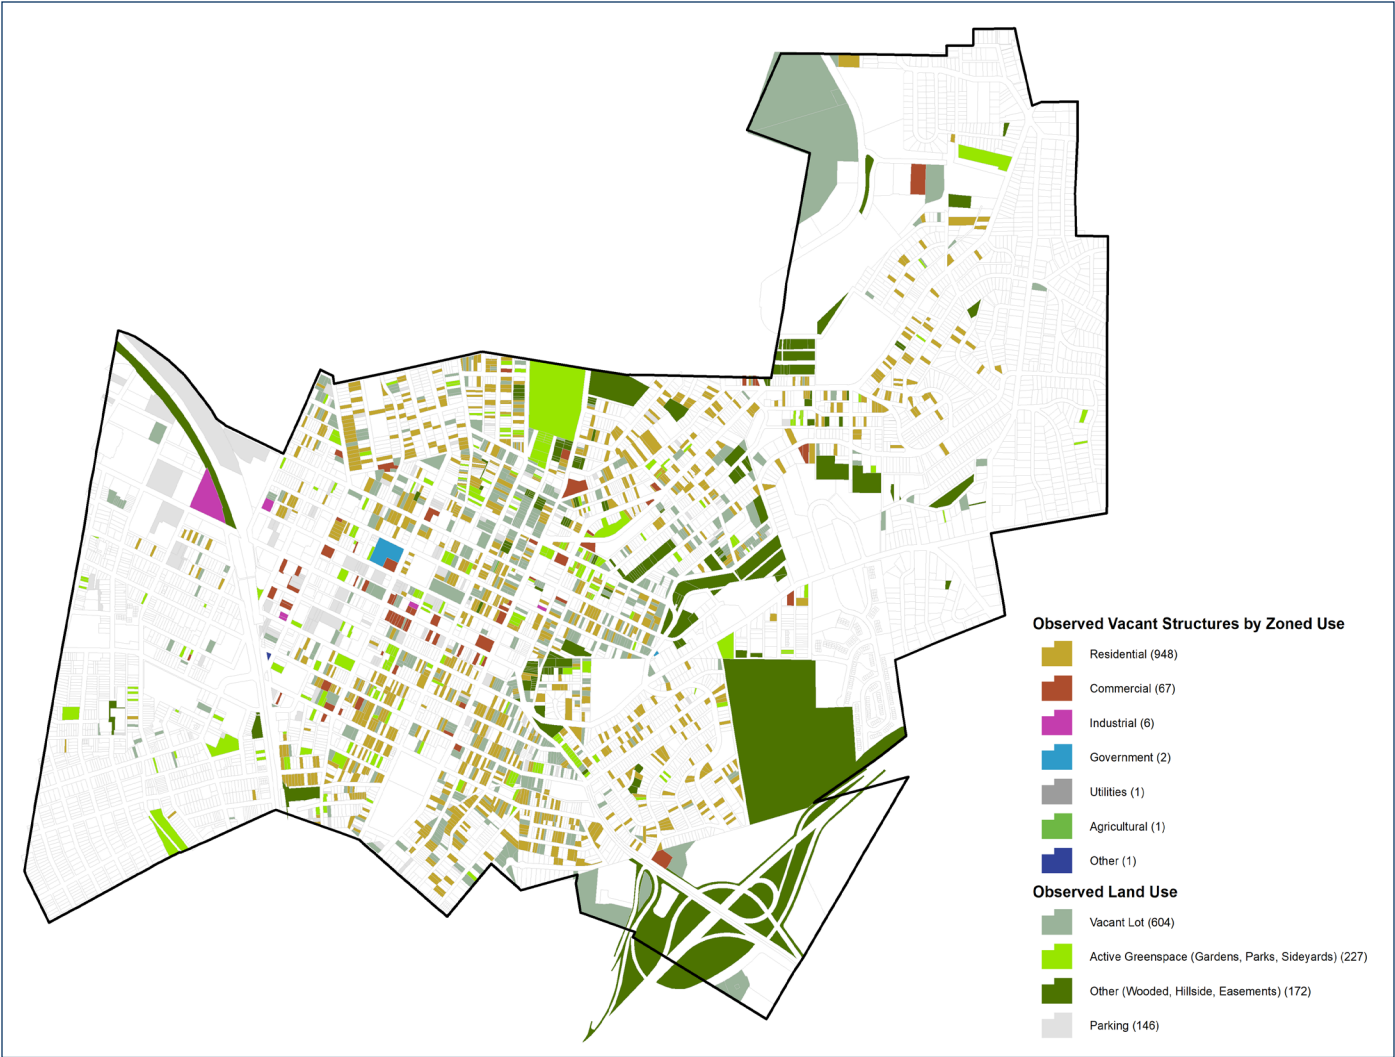 Observed Vacant Structures by Zoned Use
Residential (948)
Commercial (67)
Industrial (6)
Government (2)
Utilities (1)
Agricultural (1)
Other (1)
Observed Land Use
Vacant Lot (604)
Active Greenspace (Gardens, Parks, Sideyards) (227)
Other (Wooded, Hillside, Easements) (172)
Parking (146)